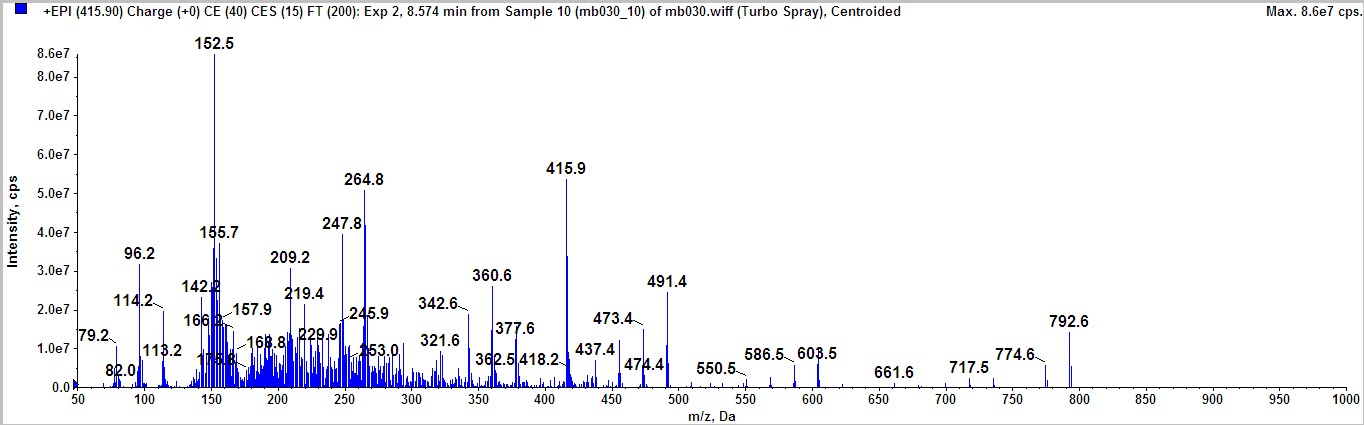 +EPI (415.90) Charge (+0) CE (40) CES (15) FT (200): Exp 2, 8.574 min from Sample 10 (mb030_10) of mb030.wiff (Turbo Spray), Centroided
Max. 8.6e7 cps.
Intensity, cps
8.6e7
8.0e7
7.0e7
6.0e7
5.0e7
4.0e7
3.0e7
2.0e7
1.0e7
0.0
152.5
415.9
264.8
247.8
155.7
96.2
209.2
360.6
491.4
142.2
219.4
114.2
157.9
245.9
342.6
377.6
473.4
792.6
79.2
168.8
229.9
321.6
113.2
253.0
362.5
418.2
437.4
586.5
603.5
774.6
82.0
474.4
550.5
661.6
717.5
50 100 150 200 250 300 350 400 450 500 550 600 650 700 750 800 850 900 950 1000
m/z, Da